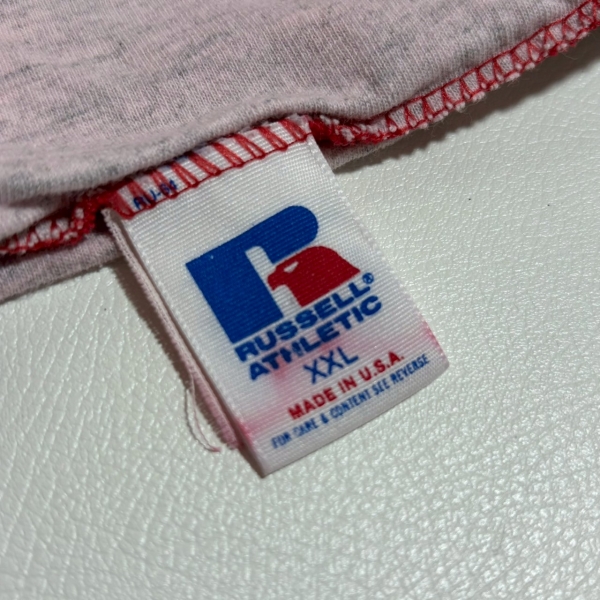 RUSSELL®
ATHLETIC
XXL
MADE IN U.S.A.
FOR CARE & CONTENT SEE REVERSE